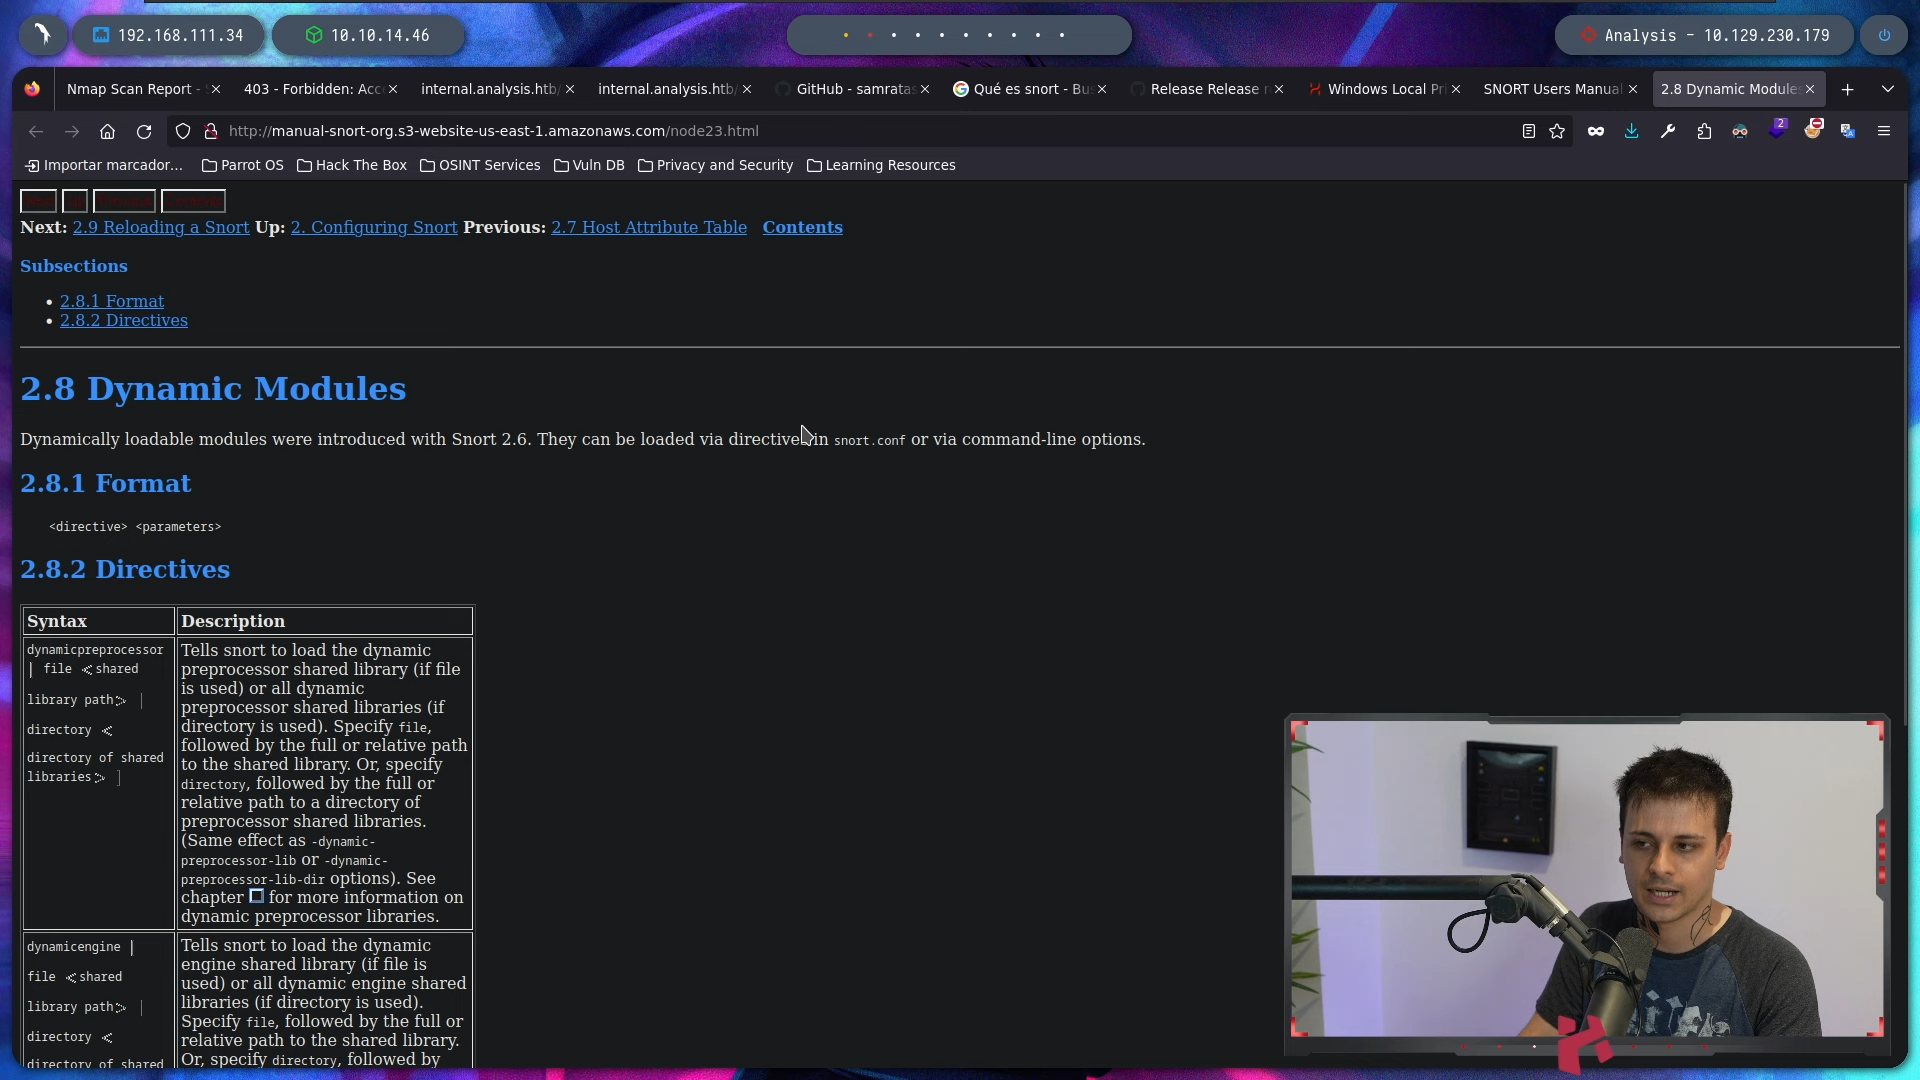 192.168.111.34
10.10.14.46
Analysis - 10.129.230.179
Nmap Scan Report -
403 - Forbidden: Acc
internal.analysis.htb/
internal.analysis.htb/
GitHub - samratas
Qué es snort - Bu
Release Release r
Windows Local Pri
SNORT Users Manual
2.8 Dynamic Modules
http://manual-snort-org.s3-website-us-east-1.amazonaws.com/node23.html
2
Importar marcador...
Parrot OS
Hack The Box
OSINT Services
Vuln DB
Privacy and Security
Learning Resources
Next: 2.9 Reloading a Snort Up: 2. Configuring Snort Previous: 2.7 Host Attribute Table Contents
Subsections
• 2.8.1 Format
• 2.8.2 Directives
2.8 Dynamic Modules
Dynamically loadable modules were introduced with Snort 2.6. They can be loaded via directive in snort.conf or via command-line options.
2.8.1 Format
<directive> <parameters>
2.8.2 Directives
Syntax
Description
dynamicpreprocessor
| file <shared
library path> |
directory <
directory of shared
libraries> ]
Tells snort to load the dynamic
preprocessor shared library (if file
is used) or all dynamic
preprocessor shared libraries (if
directory is used). Specify file,
followed by the full or relative path
to the shared library. Or, specify
directory, followed by the full or
relative path to a directory of
preprocessor shared libraries.
(Same effect as -dynamic-
preprocessor-lib or -dynamic-
preprocessor-lib-dir options). See
chapter for more information on
dynamic preprocessor libraries.
dynamicengine |
file <shared
library path> |
directory <
directory of shared
Tells snort to load the dynamic
engine shared library (if file is
used) or all dynamic engine shared
libraries (if directory is used).
Specify file, followed by the full or
relative path to the shared library.
Or, specify directory, followed by